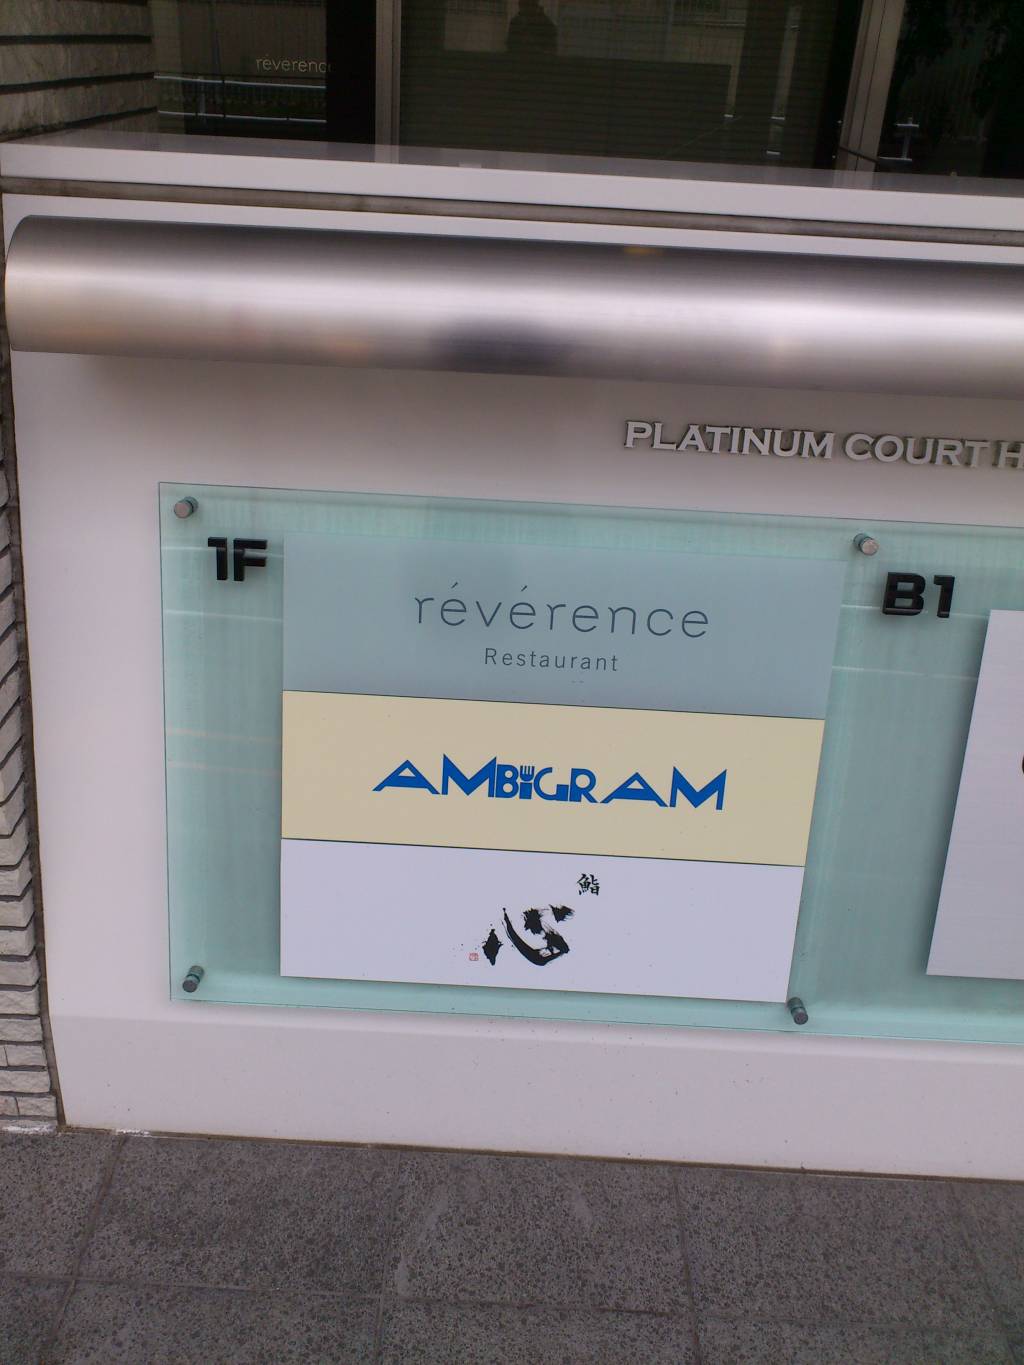 révérence
PLATINUM COURT H
1F
révérence
Restaurant
B1
AMBIGRAM
鮨
心